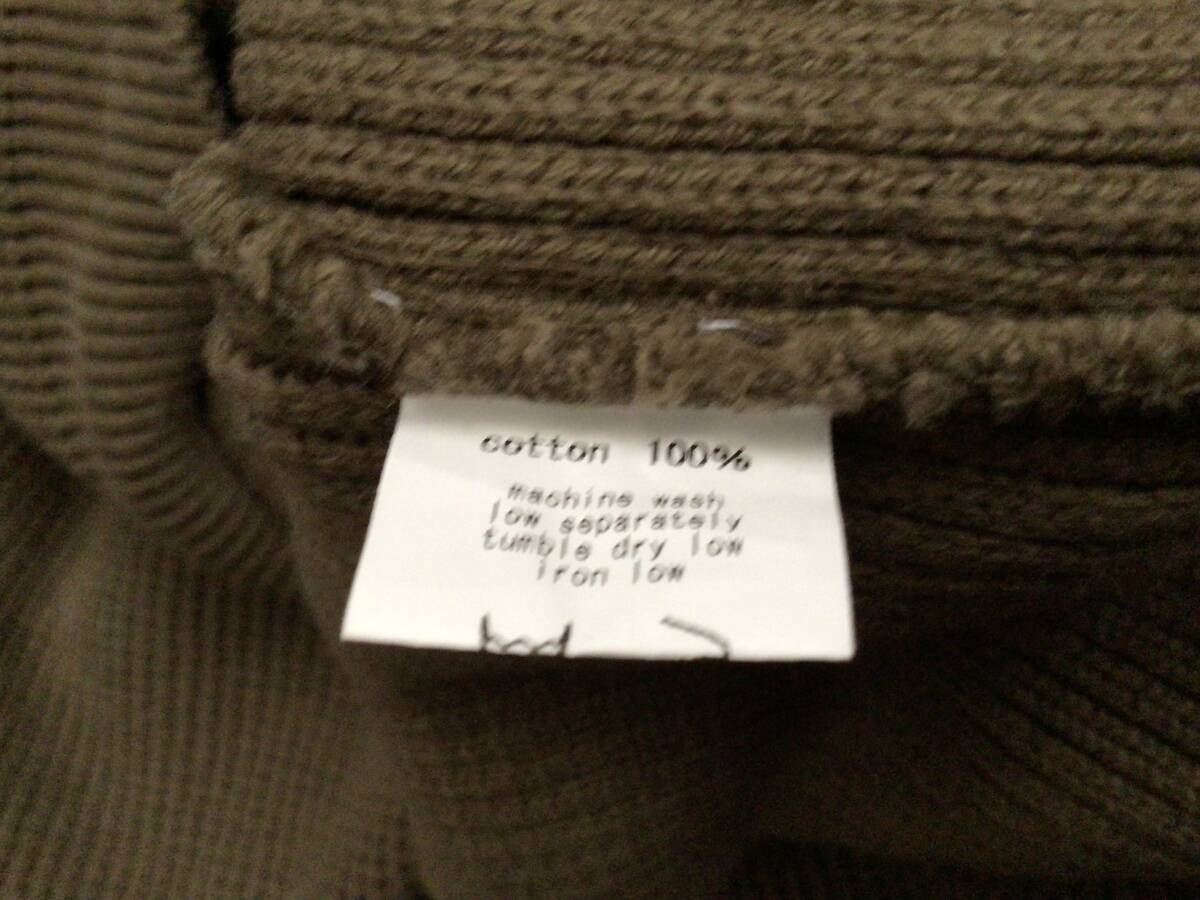 cotton 100%
machine wash
low separately
tumble dry low
iron low